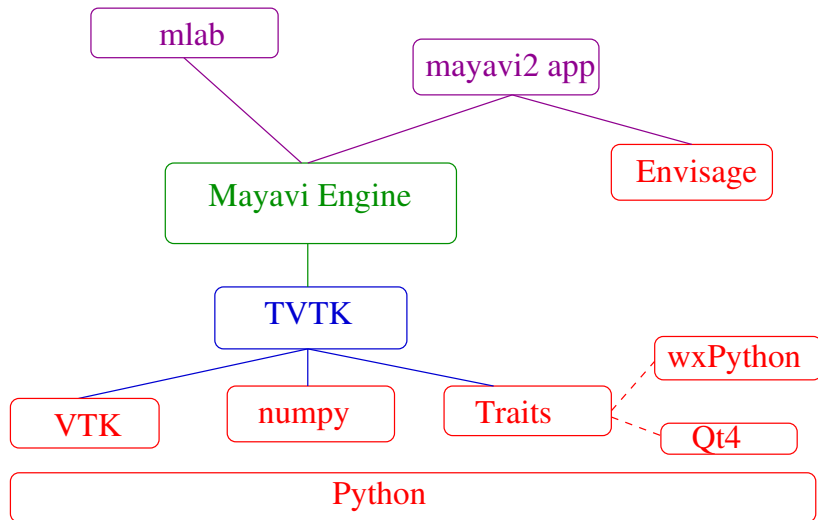 mlab
mayavi2 app
Envisage
Mayavi Engine
TVTK
wxPython
VTK
numpy
Traits
Qt4
Python